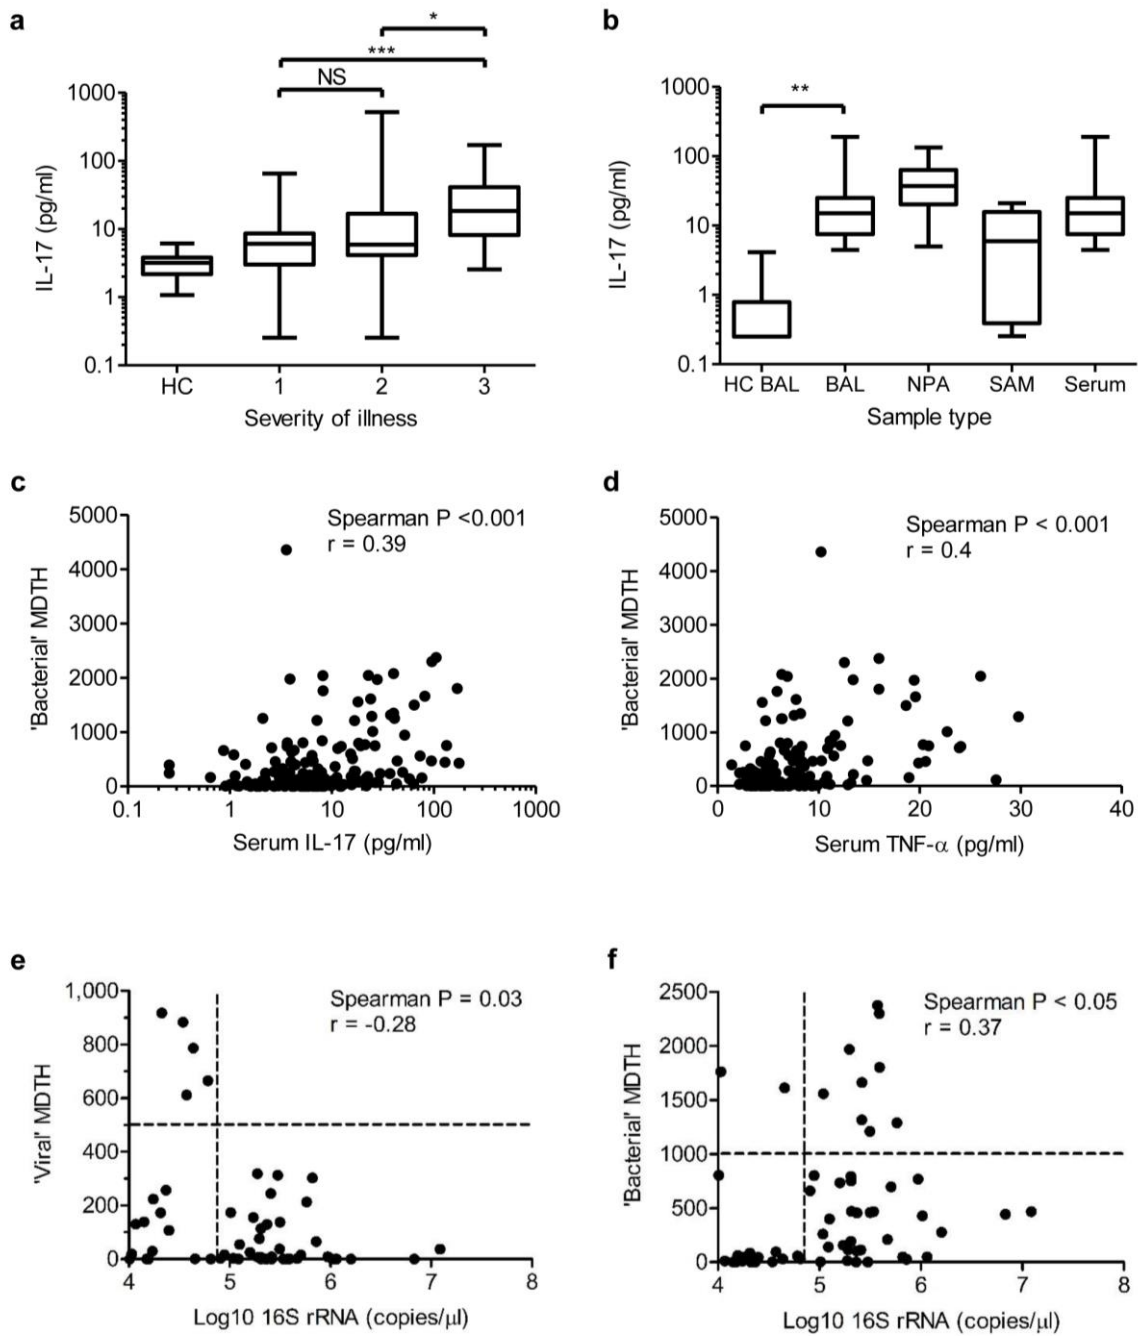 a
*
***
NS
1000
100
10
1
0.1
IL-17 (pg/ml)
HC 1 2 3
Severity of illness
b
**
1000
100
10
1
0.1
IL-17 (pg/ml)
HC BAL BAL NPA SAM Serum
Sample type
c
Spearman P <0.001
r = 0.39
5000
4000
3000
2000
1000
0
'Bacterial' MDTH
0.1 1 10 100 1000
Serum IL-17 (pg/ml)
d
Spearman P < 0.001
r = 0.4
5000
4000
3000
2000
1000
0
'Bacterial' MDTH
0 10 20 30 40
Serum TNF-α (pg/ml)
e
Spearman P = 0.03
r = -0.28
1,000
800
600
400
200
0
'Viral' MDTH
4 5 6 7 8
Log10 16S rRNA (copies/µl)
f
Spearman P < 0.05
r = 0.37
2500
2000
1500
1000
500
0
'Bacterial' MDTH
4 5 6 7 8
Log10 16S rRNA (copies/µl)